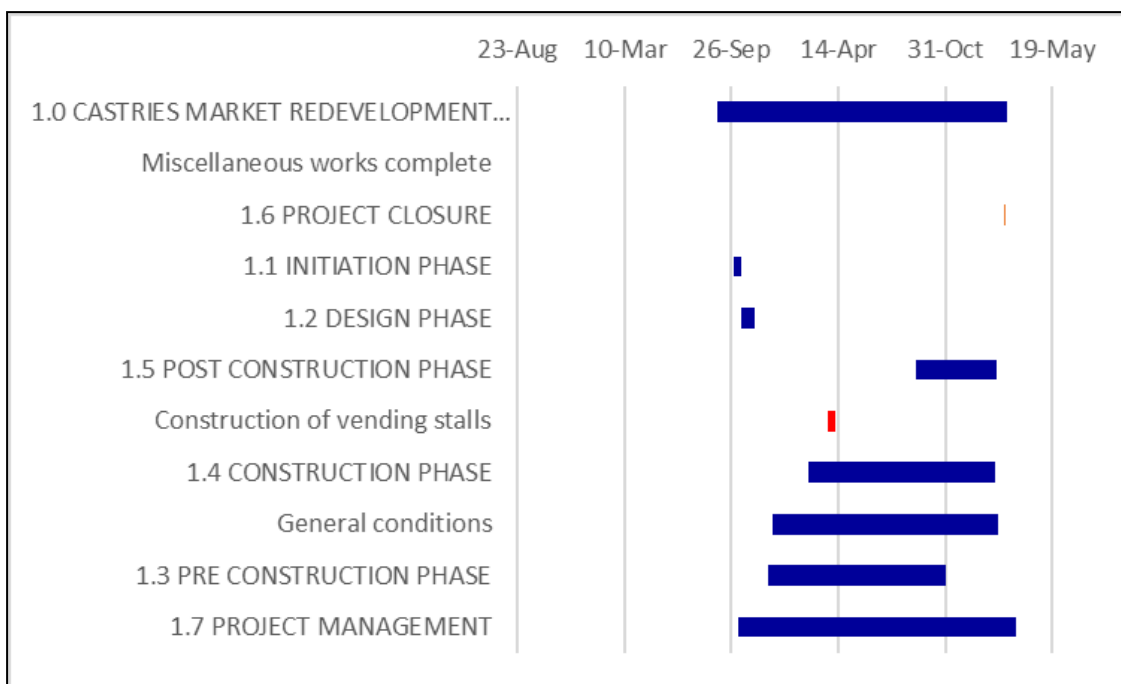 23-Aug 10-Mar 26-Sep 14-Apr 31-Oct 19-May
1.0 CASTRIES MARKET REDEVELOPMENT...
Miscellaneous works complete
1.6 PROJECT CLOSURE
1.1 INITIATION PHASE
1.2 DESIGN PHASE
1.5 POST CONSTRUCTION PHASE
Construction of vending stalls
1.4 CONSTRUCTION PHASE
General conditions
1.3 PRE CONSTRUCTION PHASE
1.7 PROJECT MANAGEMENT